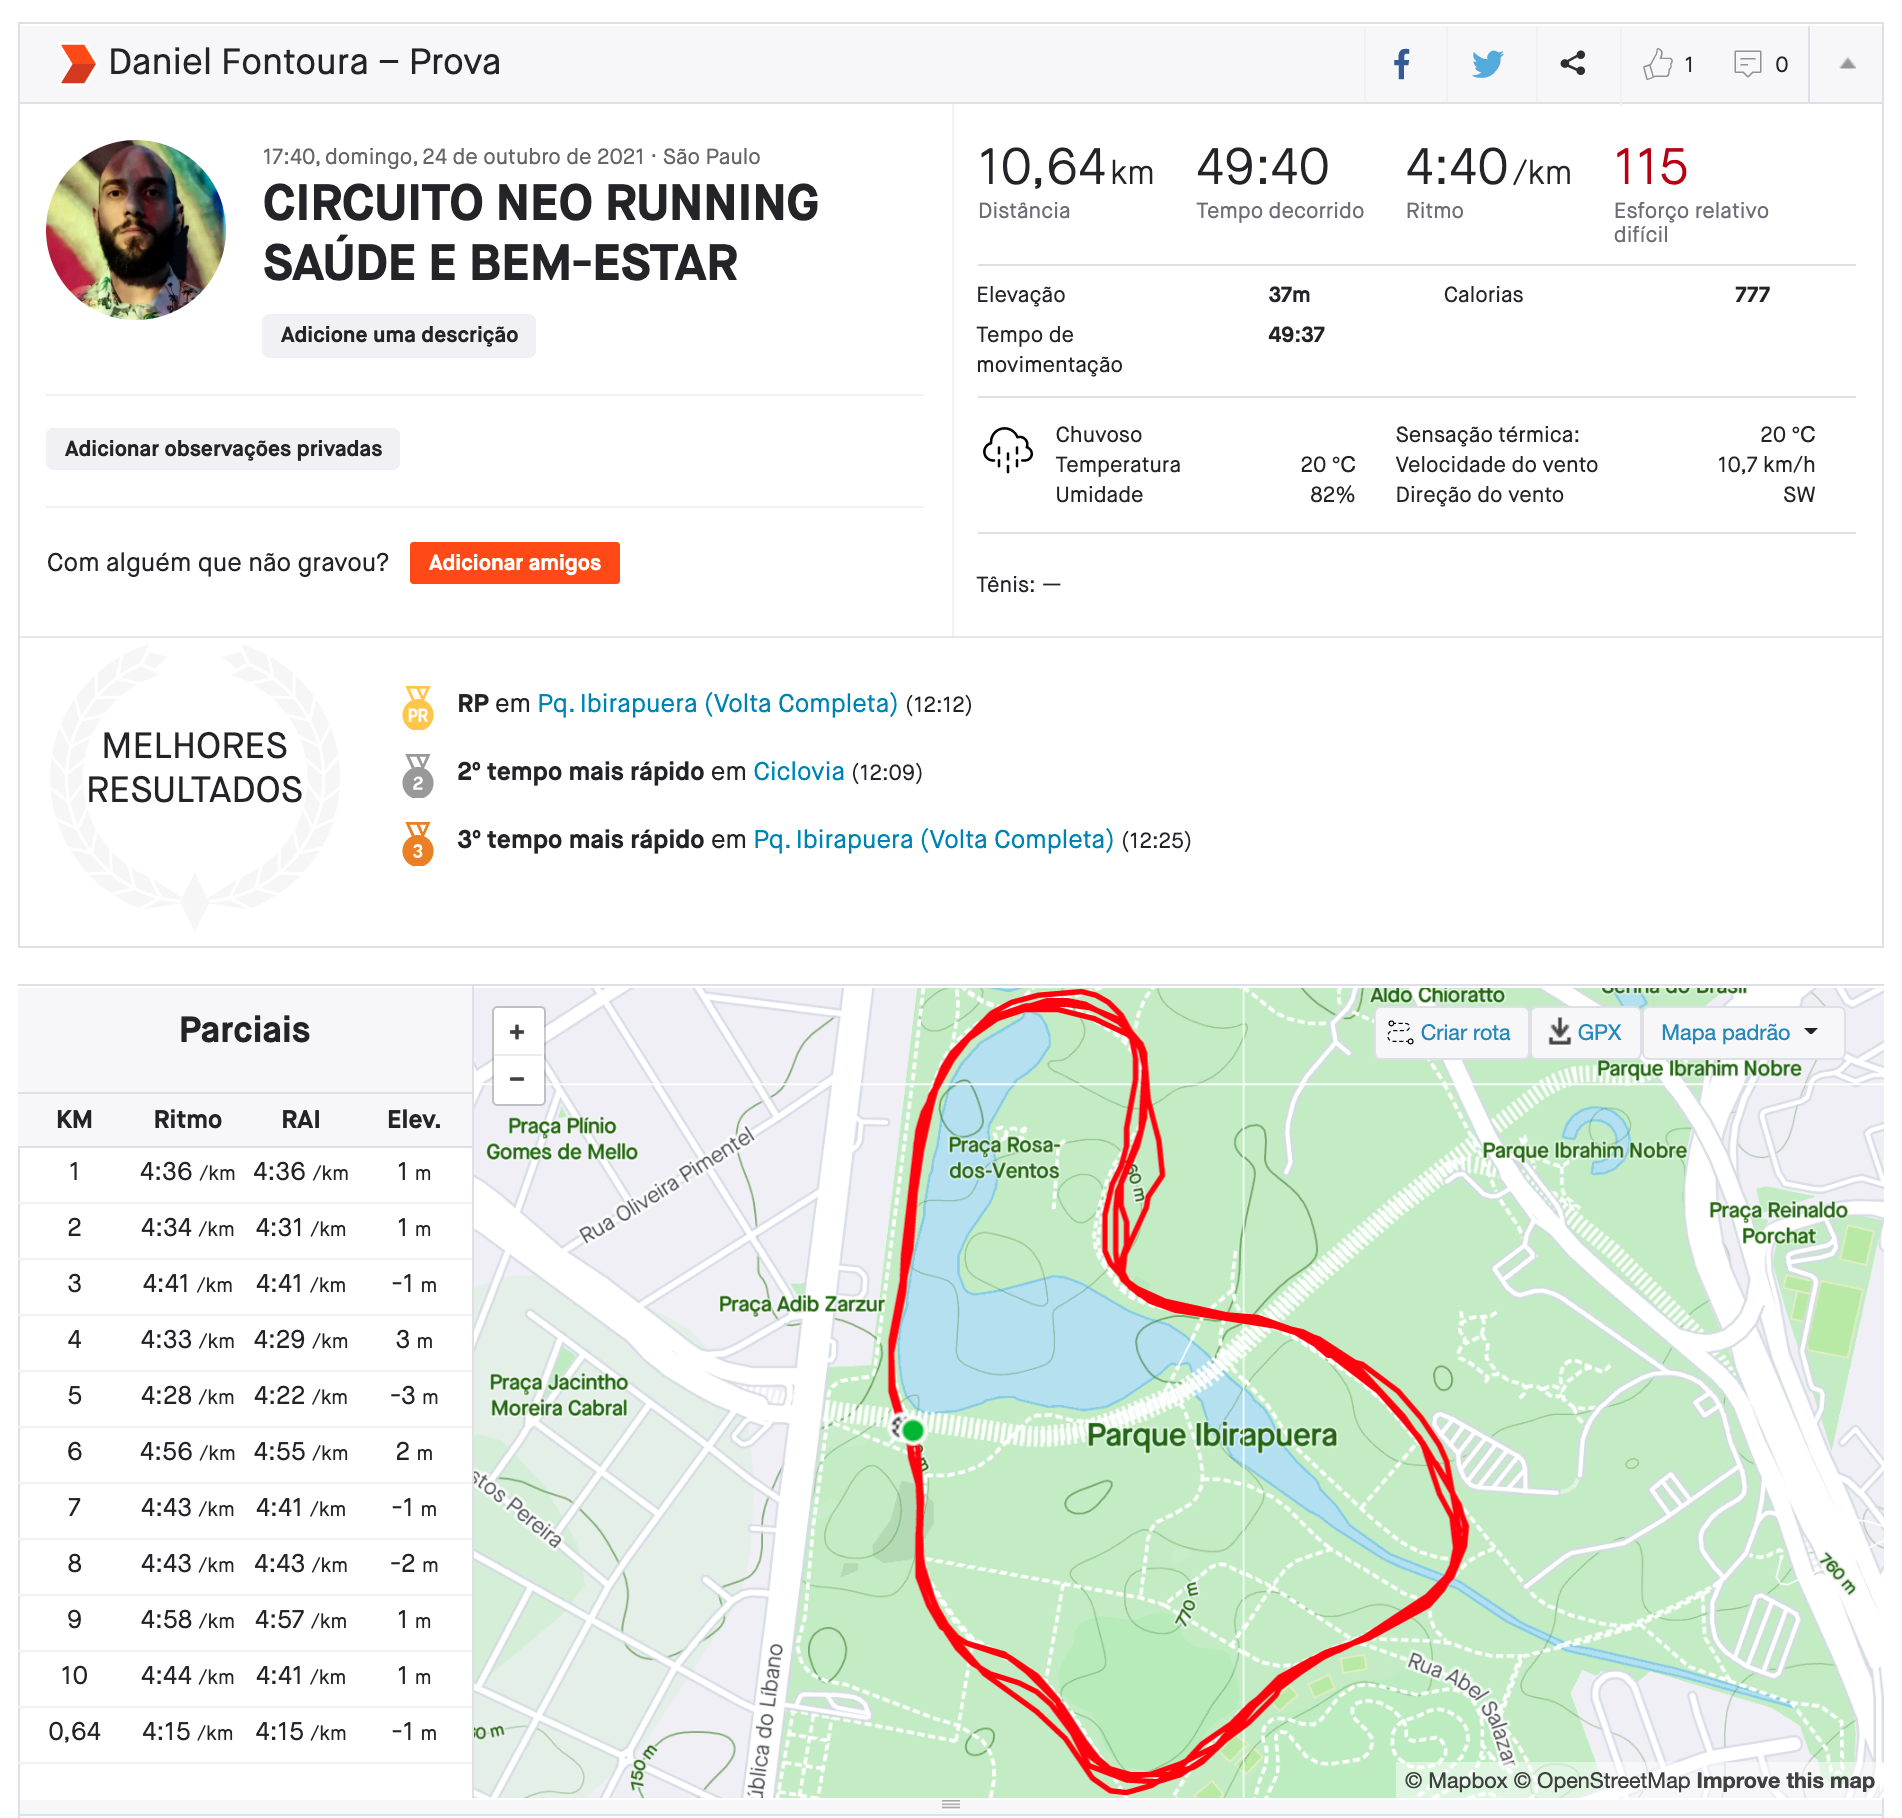 Daniel Fontoura – Prova
1
0
17:40, domingo, 24 de outubro de 2021 · São Paulo
CIRCUITO NEO RUNNING
SAÚDE E BEM-ESTAR
Adicione uma descrição
Adicionar observações privadas
Com alguém que não gravou? Adicionar amigos
10,64 km 49:40 4:40 /km 115
Distância Tempo decorrido Ritmo Esforço relativo
difícil
Elevação 37m Calorias 777
Tempo de 49:37
movimentação
Chuvoso Sensação térmica: 20 °C
Temperatura 20 °C Velocidade do vento 10,7 km/h
Umidade 82% Direção do vento SW
Tênis: —
MELHORES
RESULTADOS
PR RP em Pq. Ibirapuera (Volta Completa) (12:12)
2 2º tempo mais rápido em Ciclovia (12:09)
3 3º tempo mais rápido em Pq. Ibirapuera (Volta Completa) (12:25)
Parciais
KM Ritmo RAI Elev.
1 4:36 /km 4:36 /km 1 m
2 4:34 /km 4:31 /km 1 m
3 4:41 /km 4:41 /km -1 m
4 4:33 /km 4:29 /km 3 m
5 4:28 /km 4:22 /km -3 m
6 4:56 /km 4:55 /km 2 m
7 4:43 /km 4:41 /km -1 m
8 4:43 /km 4:43 /km -2 m
9 4:58 /km 4:57 /km 1 m
10 4:44 /km 4:41 /km 1 m
0,64 4:15 /km 4:15 /km -1 m
+
−
Aldo Chioratto
Criar rota GPX Mapa padrão
Parque Ibrahim Nobre
Praça Plínio
Gomes de Mello
Rua Oliveira Pimentel
Praça Rosa-
dos-Ventos
60 m
Parque Ibrahim Nobre
Praça Reinaldo
Porchat
Praça Adib Zarzur
Praça Jacintho
Moreira Cabral
Parque Ibirapuera
stos Pereira
770 m
760 m
ública do Líbano
Rua Abel Salazar
750 m
© Mapbox © OpenStreetMap Improve this map